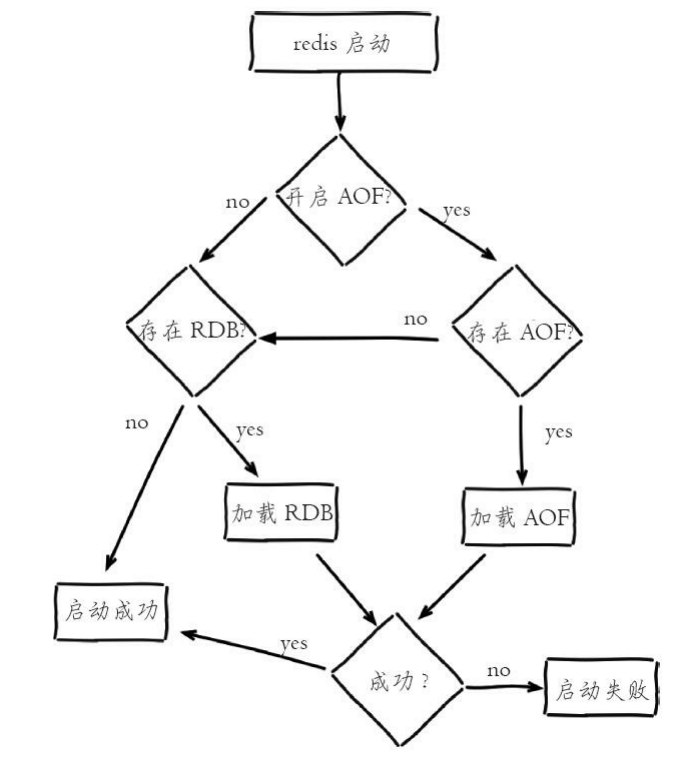 redis 启动
开启 AOF?
no
yes
存在 RDB?
no
存在 AOF?
no
yes
yes
加载 RDB
加载 AOF
启动成功
yes
成功?
no
启动失败